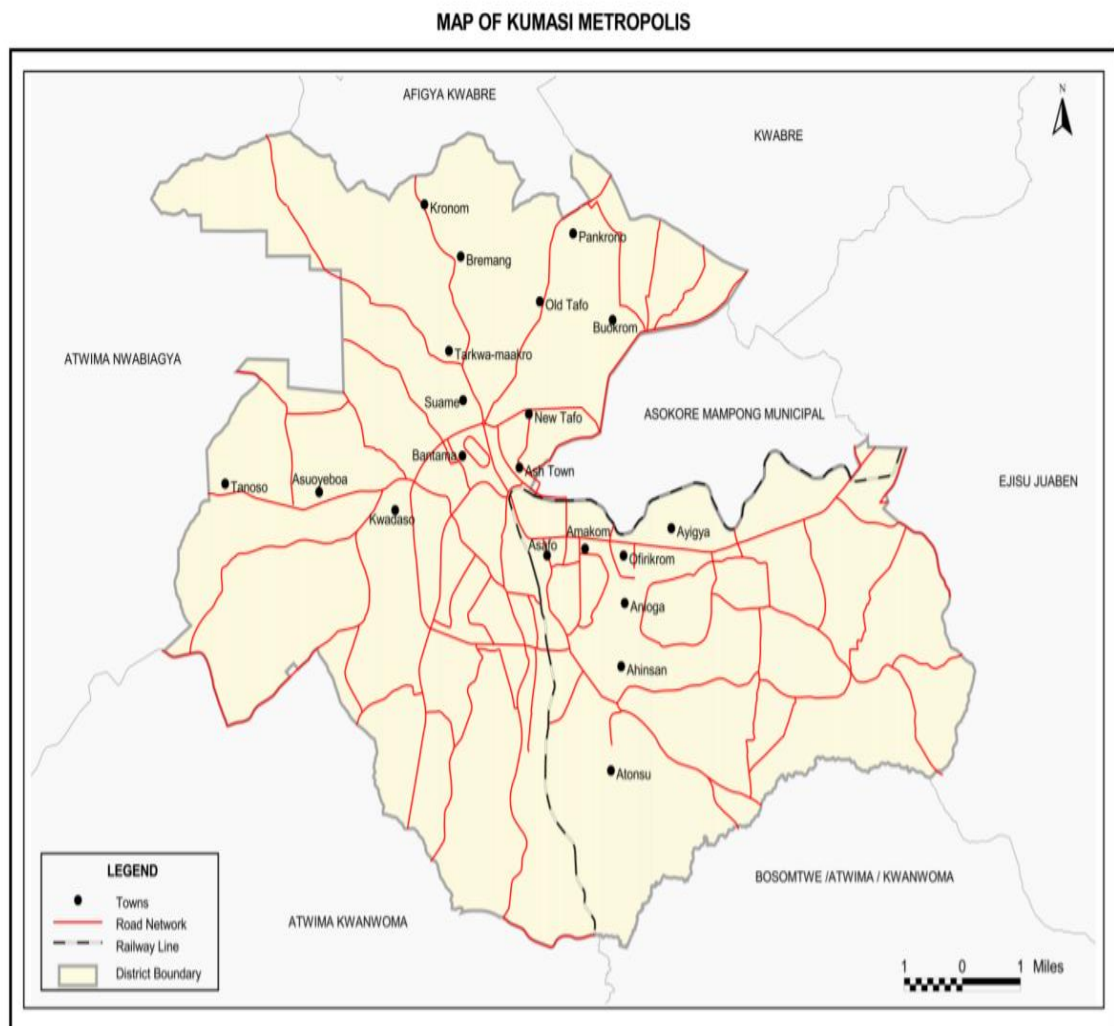 MAP OF KUMASI METROPOLIS
AFIGYA KWABRE
N
KWABRE
Kronom
Pankrono
Bremang
Old Tafo
Buokrom
ATWIMA NWABIAGYA
Tarkwa-maakro
Suame
New Tafo
ASOKORE MAMPONG MUNICIPAL
Bantama
Ash Town
EJISU JUABEN
Tanoso
Asuoyeboa
Kwadaso
Amakom
Ayigya
Asafo
Ofirikrom
Anloga
Ahinsan
Atonsu
BOSOMTWE /ATWIMA / KWANWOMA
ATWIMA KWANWOMA
LEGEND
Towns
Road Network
Railway Line
District Boundary
1 0 1 Miles